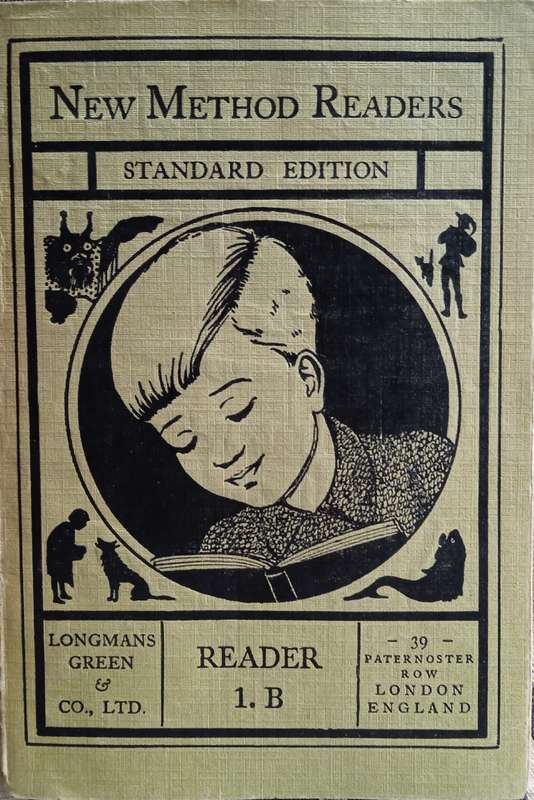 NEW METHOD READERS
STANDARD EDITION
LONGMANS
GREEN
&
CO., LTD.
READER
1. B
- 39 -
PATERNOSTER
ROW
LONDON
ENGLAND